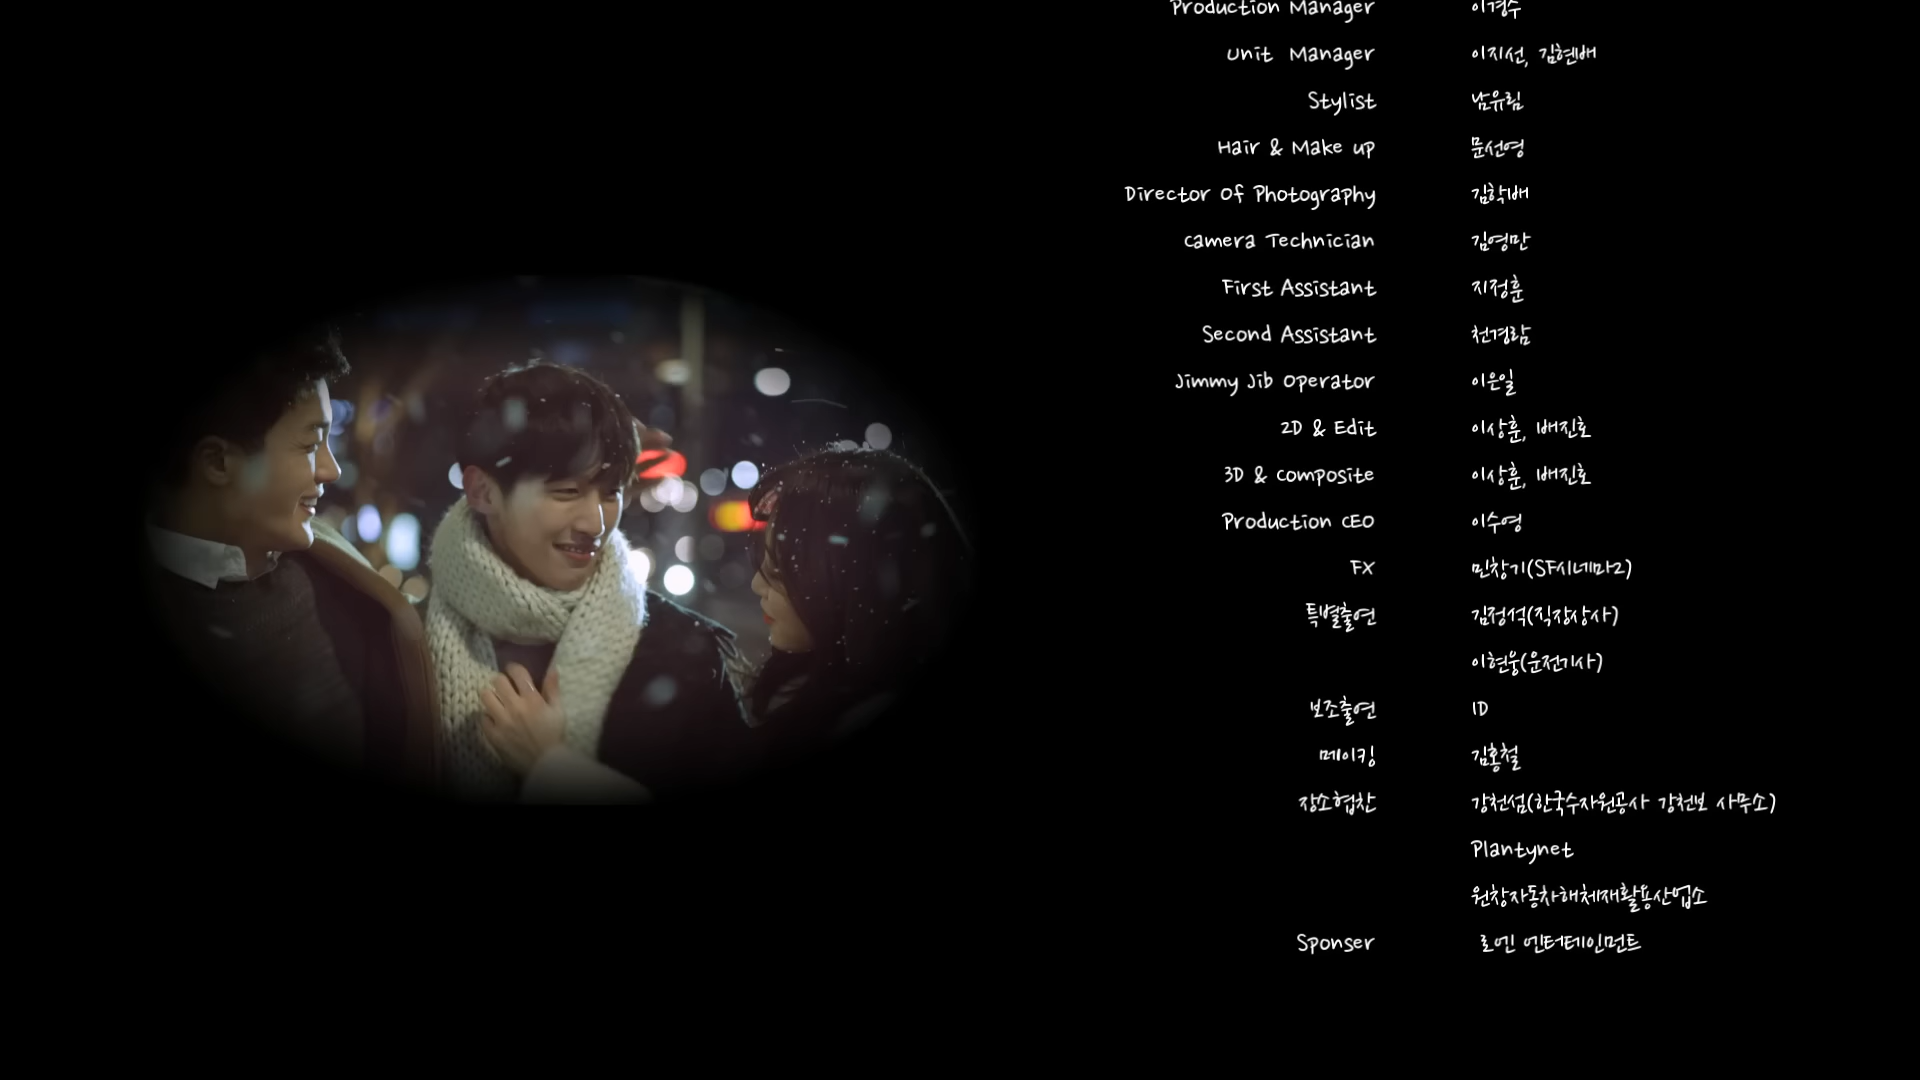 Production Manager 이경수
Unit Manager 이지선, 김현배
Stylist 남유림
Hair & Make up 문선영
Director Of Photography 김학배
Camera Technician 김영만
First Assistant 지정훈
Second Assistant 천경람
Jimmy Jib Operator 이은일
2D & Edit 이상훈, 배진호
3D & Composite 이상훈, 배진호
Production CEO 이수영
FX 민창기(SF시네마2)
특별출연 김정석(직장상사)
이현웅(운전기사)
보조출연 ID
메이킹 김홍철
장소협찬 강천섬(한국수자원공사 강천보 사무소)
Plantynet
원창자동차해체재활용산업소
Sponser 로엔 엔터테인먼트